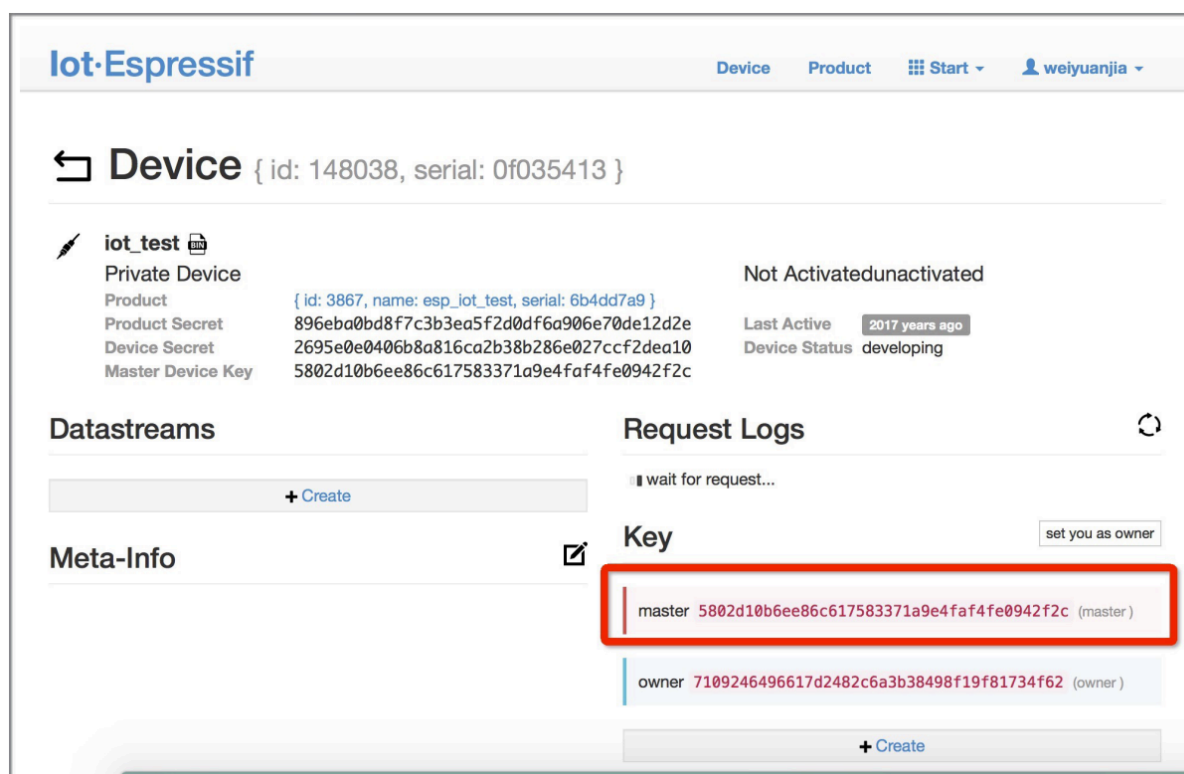 Iot·Espressif
Device Product Start weiyuanjia
Device { id: 148038, serial: 0f035413 }
iot_test BIN
Private Device
Product { id: 3867, name: esp_iot_test, serial: 6b4dd7a9 }
Product Secret 896eba0bd8f7c3b3ea5f2d0df6a906e70de12d2e
Device Secret 2695e0e0406b8a816ca2b38b286e027ccf2dea10
Master Device Key 5802d10b6ee86c617583371a9e4faf4fe0942f2c
Not Activatedunactivated
Last Active 2017 years ago
Device Status developing
Datastreams
+ Create
Meta-Info
Request Logs
wait for request...
Key
set you as owner
master 5802d10b6ee86c617583371a9e4faf4fe0942f2c (master )
owner 7109246496617d2482c6a3b38498f19f81734f62 (owner )
+ Create